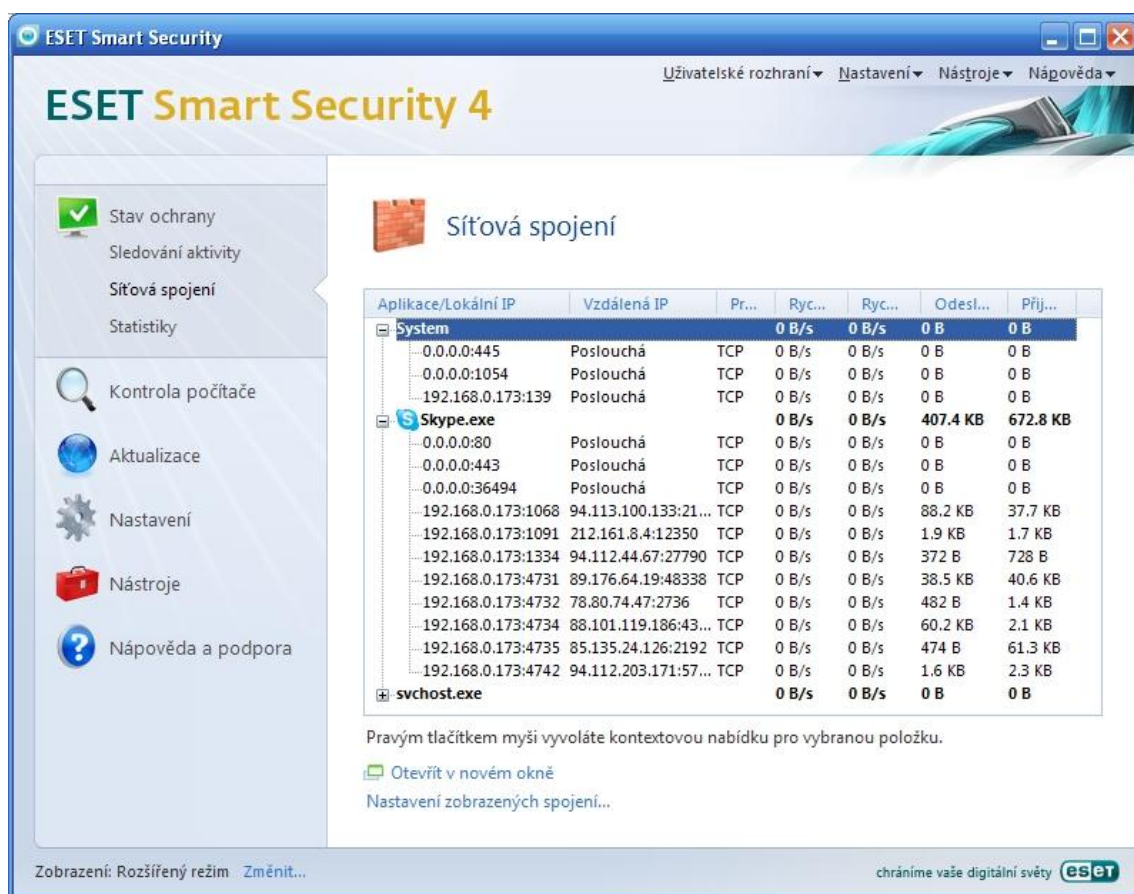 ESET Smart Security
Uživatelské rozhraní Nastavení Nástroje Nápověda
ESET Smart Security 4
Stav ochrany
Sledování aktivity
Síťová spojení
Statistiky
Kontrola počítače
Aktualizace
Nastavení
Nástroje
Nápověda a podpora
Síťová spojení
Aplikace/Lokální IP Vzdálená IP Pr... Ryc... Ryc... Odesl... Přij...
System 0 B/s 0 B/s 0 B 0 B
0.0.0.0:445 Poslouchá TCP 0 B/s 0 B/s 0 B 0 B
0.0.0.0:1054 Poslouchá TCP 0 B/s 0 B/s 0 B 0 B
192.168.0.173:139 Poslouchá TCP 0 B/s 0 B/s 0 B 0 B
Skype.exe 0 B/s 0 B/s 407.4 KB 672.8 KB
0.0.0.0:80 Poslouchá TCP 0 B/s 0 B/s 0 B 0 B
0.0.0.0:443 Poslouchá TCP 0 B/s 0 B/s 0 B 0 B
0.0.0.0:36494 Poslouchá TCP 0 B/s 0 B/s 0 B 0 B
192.168.0.173:1068 94.113.100.133:21... TCP 0 B/s 0 B/s 88.2 KB 37.7 KB
192.168.0.173:1091 212.161.8.4:12350 TCP 0 B/s 0 B/s 1.9 KB 1.7 KB
192.168.0.173:1334 94.112.44.67:27790 TCP 0 B/s 0 B/s 372 B 728 B
192.168.0.173:4731 89.176.64.19:48338 TCP 0 B/s 0 B/s 38.5 KB 40.6 KB
192.168.0.173:4732 78.80.74.47:2736 TCP 0 B/s 0 B/s 482 B 1.4 KB
192.168.0.173:4734 88.101.119.186:43... TCP 0 B/s 0 B/s 60.2 KB 2.1 KB
192.168.0.173:4735 85.135.24.126:2192 TCP 0 B/s 0 B/s 474 B 61.3 KB
192.168.0.173:4742 94.112.203.171:57... TCP 0 B/s 0 B/s 1.6 KB 2.3 KB
svchost.exe 0 B/s 0 B/s 0 B 0 B
Pravým tlačítkem myši vyvoláte kontextovou nabídku pro vybranou položku.
Otevřít v novém okně
Nastavení zobrazených spojení...
Zobrazení: Rozšířený režim Změnit...
chráníme vaše digitální světy eset